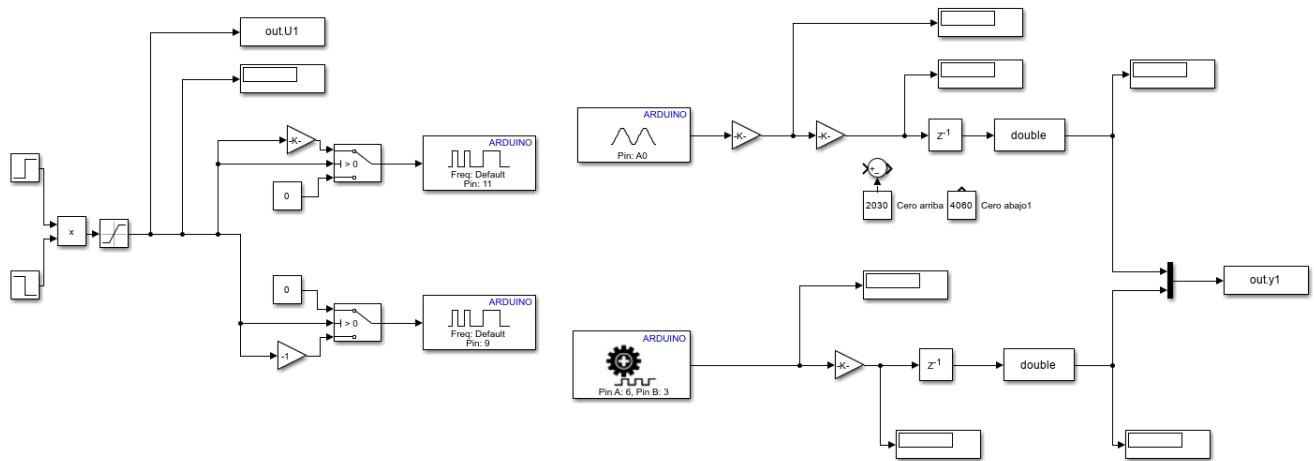 out.U1
-K-
> 0
0
ARDUINO
Freq: Default
Pin: 11
x
0
> 0
-1
ARDUINO
Freq: Default
Pin: 9
ARDUINO
Pin: A0
-K-
-K-
Z-1
double
+
-
2030
Cero arriba
4060
Cero abajo1
out.y1
ARDUINO
Pin A: 6, Pin B: 3
-K-
Z-1
double